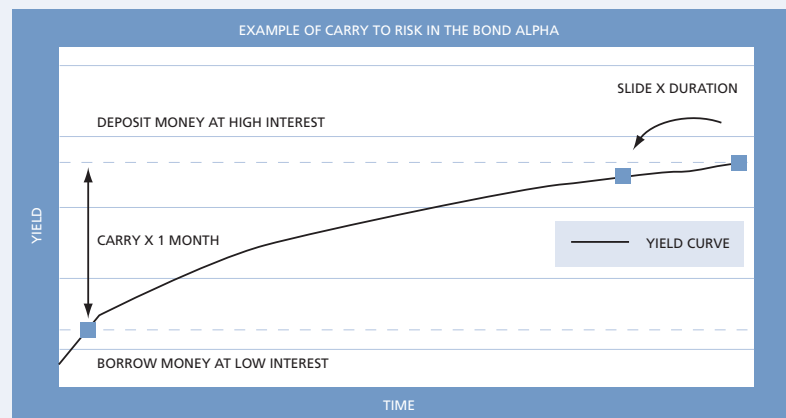 EXAMPLE OF CARRY TO RISK IN THE BOND ALPHA
SLIDE X DURATION
DEPOSIT MONEY AT HIGH INTEREST
YIELD
CARRY X 1 MONTH
YIELD CURVE
BORROW MONEY AT LOW INTEREST
TIME